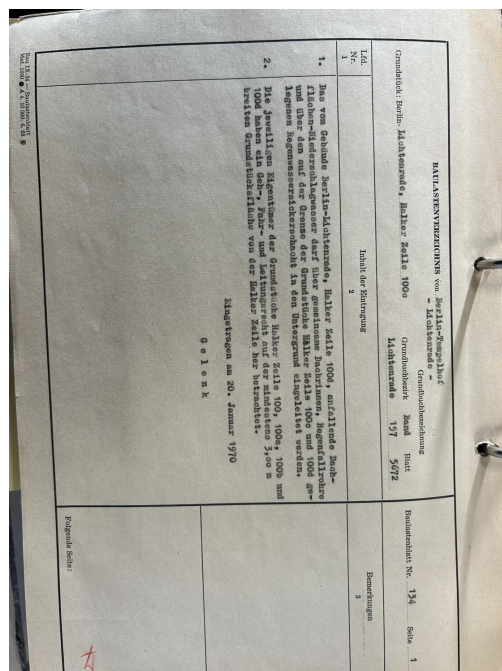 BAULASTENVERZEICHNIS von Berlin-Tempelhof
- Lichtenrade -
Baulastenblatt Nr. 134 Seite 1
Grundstück: Berlin- Lichtenrade, Halker Zeile 100c
Grundbuchbezeichnung
Grundbuchbezirk Band Blatt
Lichtenrade 157 5672
Lfd. Nr.
1
Inhalt der Eintragung
2
Bemerkungen
3
1. Das vom Gebäude Berlin-Lichtenrade, Halker Zeile 100d, anfallende Dach-
flächen-Niederschlagwasser darf über gemeinsame Dachrinnen, Regenfallrohre
und über den auf der Grenze der Grundstücke Halker Zeile 100c und 100d ge-
legenen Regenwassersickerschacht in den Untergrund eingeleitet werden.
2. Die jeweiligen Eigentümer der Grundstücke Halker Zeile 100, 100a, 100b und
100d haben ein Geh-, Fahr- und Leitungsrecht auf der mindestens 3,00 m
breiten Grundstücksfläche von der Halker Zeile her betrachtet.
Eingetragen am 20. Januar 1970
G e l e n k
Folgende Seite: